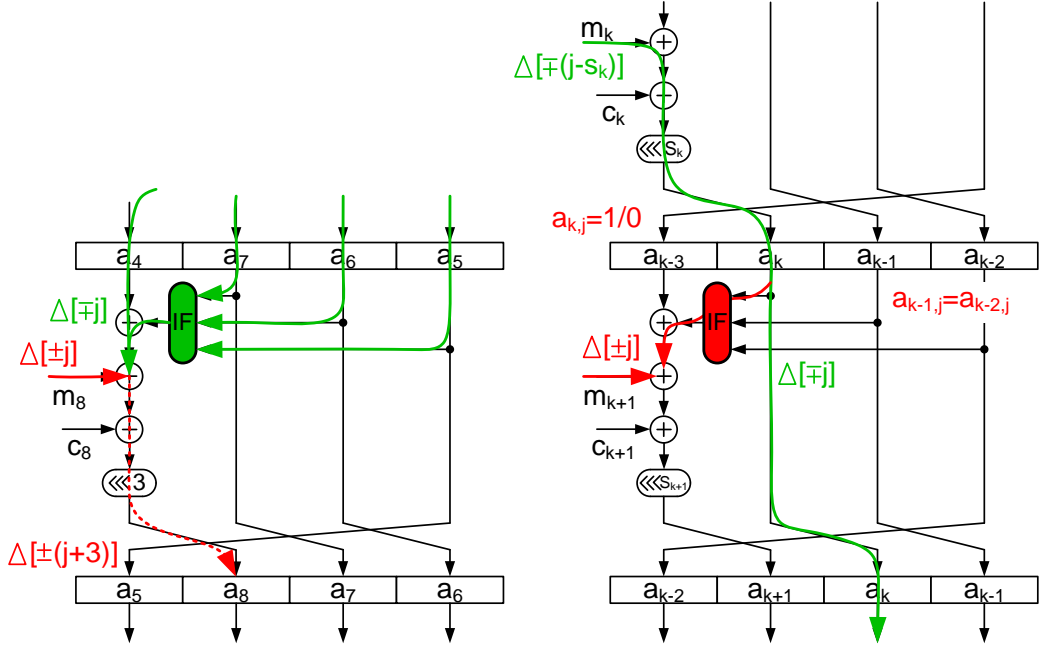 m_k
Δ[∓(j-s_k)]
c_k
<<<s_k
a_{k,j}=1/0
a_4 a_7 a_6 a_5
a_{k-3} a_k a_{k-1} a_{k-2}
a_{k-1,j}=a_{k-2,j}
Δ[∓j]
IF
IF
Δ[±j]
Δ[±j]
Δ[∓j]
m_8
m_{k+1}
c_8
c_{k+1}
<<<3
<<<s_{k+1}
Δ[±(j+3)]
a_5 a_8 a_7 a_6
a_{k-2} a_{k+1} a_k a_{k-1}